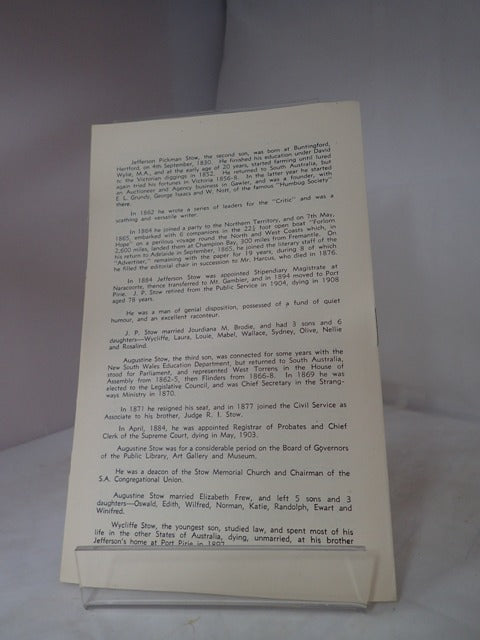 Jefferson Pickman Stow, the second son, was born at Buntingford,
Hertford, on 4th September, 1830. He finished his education under David
Wylie, M.A., and at the early age of 20 years, started farming until lured
to the Victorian diggings in 1852. He returned to South Australia, but
again tried his fortunes in Victoria 1856-8. In the latter year he started
an Auctioneer and Agency business in Gawler, and was a founder, with
E. L. Grundy, George Isaacs and W. Nott, of the famous "Humbug Society"
there.
In 1862 he wrote a series of leaders for the "Critic" and was a
scathing and versatile writer.
In 1864 he joined a party to the Northern Territory, and on 7th May,
1865, embarked with 6 companions in the 22½ foot open boat "Forlorn
Hope" on a perilous voyage round the North and West Coasts which, in
2,600 miles, landed them at Champion Bay, 300 miles from Fremantle. On
his return to Adelaide in September, 1865, he joined the literary staff of the
"Advertiser," remaining with the paper for 19 years, during 8 of which
he filled the editorial chair in succession to Mr. Harcus, who died in 1876.
In 1884 Jefferson Stow was appointed Stipendiary Magistrate at
Naracoorte, thence transferred to Mt. Gambier, and in 1894 moved to Port
Pirie. J. P. Stow retired from the Public Service in 1904, dying in 1908
aged 78 years.
He was a man of genial disposition, possessed of a fund of quiet
humour, and an excellent raconteur.
J. P. Stow married Jourdiana M. Brodie, and had 3 sons and 6
daughters—Wycliffe, Laura, Louie, Mabel, Wallace, Sydney, Olive, Nellie
and Rosalind.
Augustine Stow, the third son, was connected for some years with the
New South Wales Education Department, but returned to South Australia,
stood for Parliament, and represented West Torrens in the House of
Assembly from 1862-5, then Flinders from 1866-8. In 1869 he was
elected to the Legislative Council, and was Chief Secretary in the Strang-
ways Ministry in 1870.
In 1871 he resigned his seat, and in 1877 joined the Civil Service as
Associate to his brother, Judge R. I. Stow.
In April, 1884, he was appointed Registrar of Probates and Chief
Clerk of the Supreme Court, dying in May, 1903.
Augustine was for a considerable period on the Board of Governors
of the Public Library, Art Gallery and Museum.
He was a deacon of the Stow Memorial Church and Chairman of the
S.A. Congregational Union.
Augustine Stow married Elizabeth Frew, and left 5 sons and 3
daughters—Oswald, Edith, Wilfred, Norman, Katie, Randolph, Ewart and
Winifred.
Wycliffe Stow, the youngest son, studied law, and spent most of his
life in the other States of Australia, dying, unmarried, at his brother
Jefferson's home at Port Pirie in 1897.